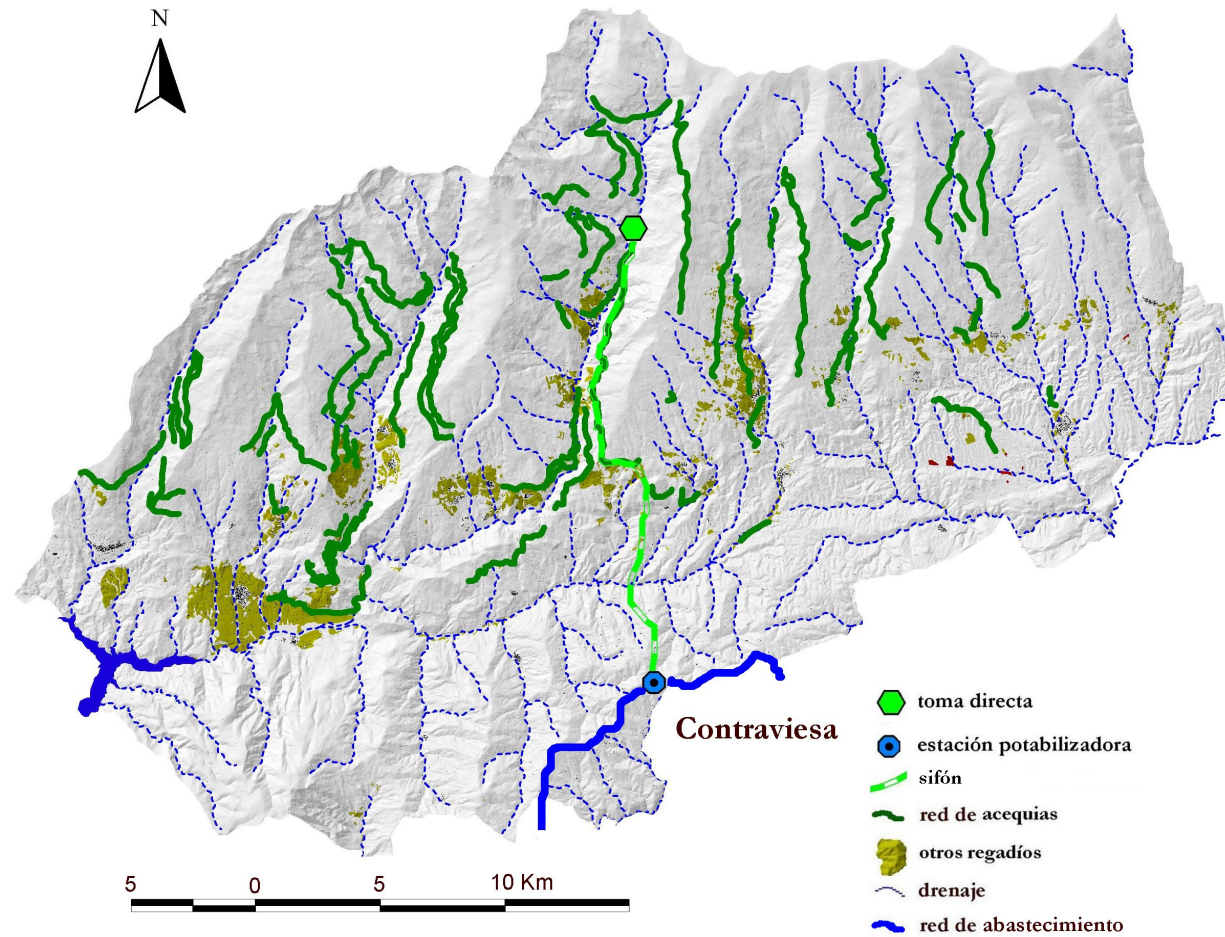 N
Contraviesa
toma directa
estación potabilizadora
sifón
red de acequias
otros regadíos
drenaje
red de abastecimiento
5 0 5 10 Km